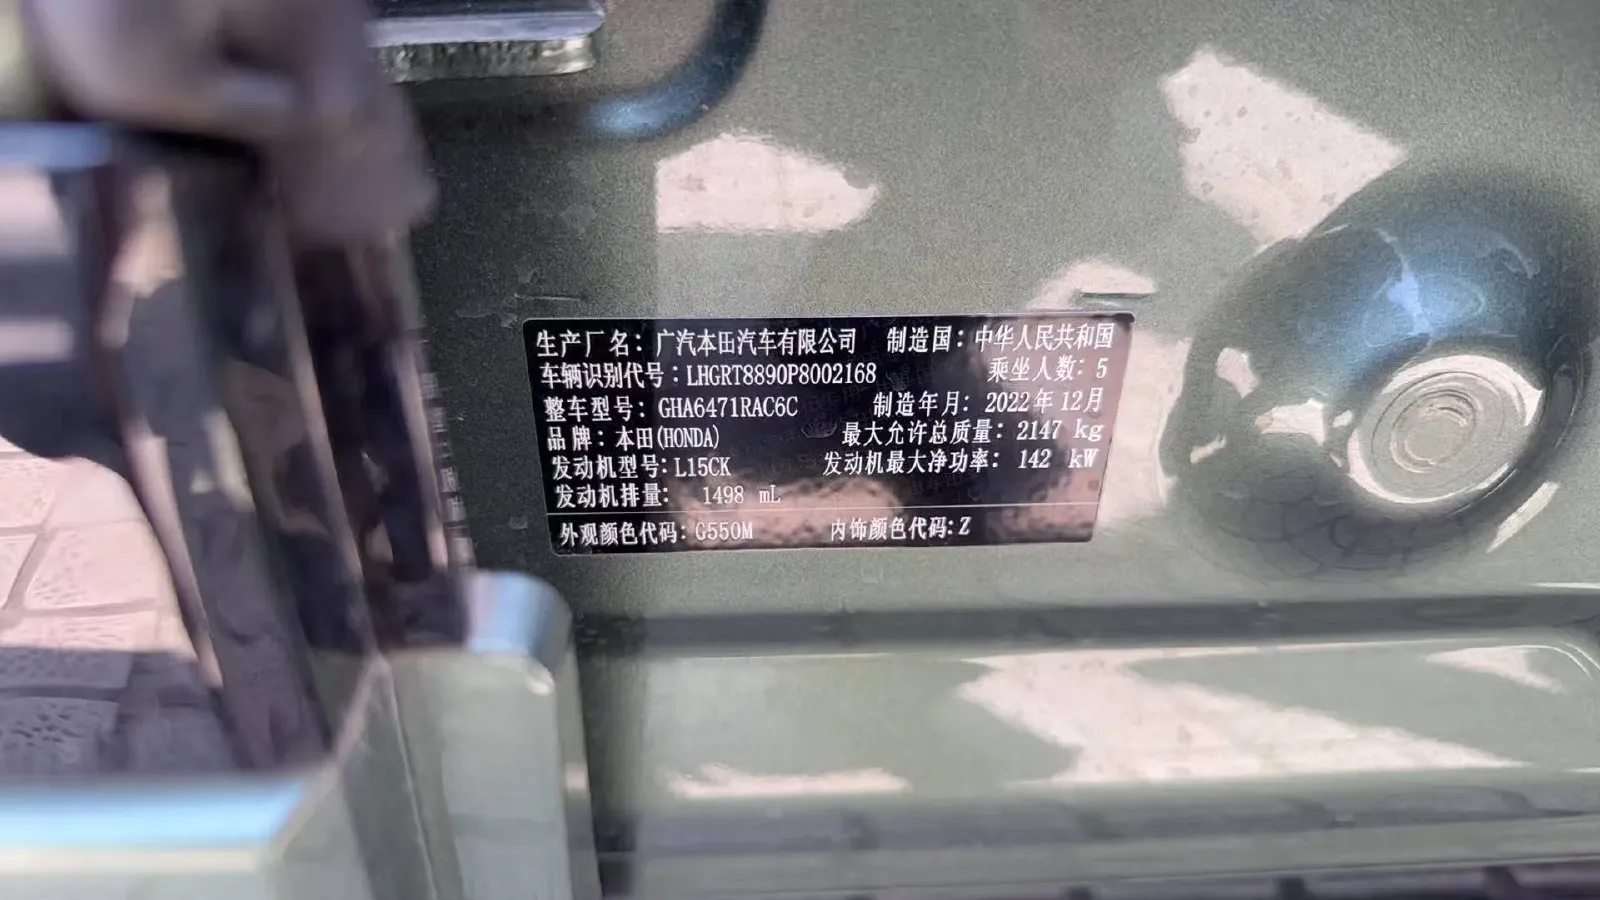 生产厂名：广汽本田汽车有限公司 制造国：中华人民共和国
车辆识别代号：LHGRT8890P8002168 乘坐人数：5
整车型号：GHA6471RAC6C 制造年月：2022年12月
品牌：本田(HONDA) 最大允许总质量：2147 kg
发动机型号：L15CK 发动机最大净功率：142 kW
发动机排量：1498 mL
外观颜色代码：G550M 内饰颜色代码：Z